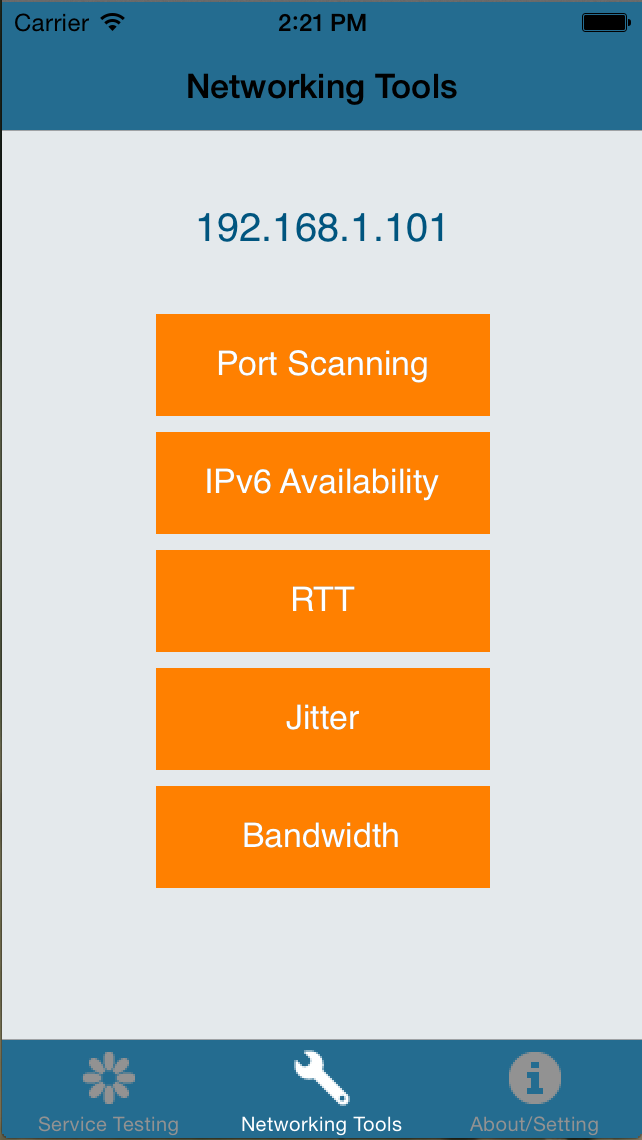 Carrier 2:21 PM
Networking Tools
192.168.1.101
Port Scanning
IPv6 Availability
RTT
Jitter
Bandwidth
Service Testing Networking Tools About/Setting